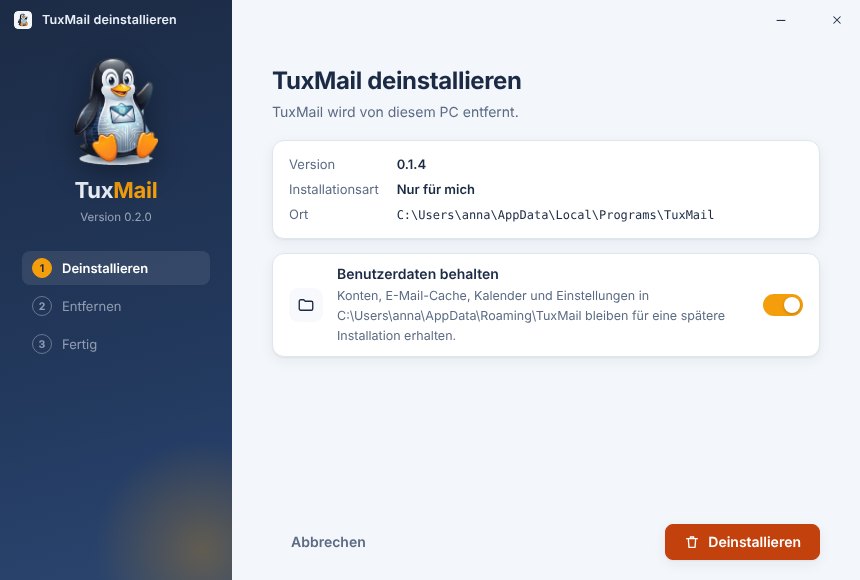 TuxMail deinstallieren
TuxMail
Version 0.2.0
1 Deinstallieren
2 Entfernen
3 Fertig
TuxMail deinstallieren
TuxMail wird von diesem PC entfernt.
Version 0.1.4
Installationsart Nur für mich
Ort C:\Users\anna\AppData\Local\Programs\TuxMail
Benutzerdaten behalten
Konten, E-Mail-Cache, Kalender und Einstellungen in
C:\Users\anna\AppData\Roaming\TuxMail bleiben für eine spätere
Installation erhalten.
Abbrechen
Deinstallieren